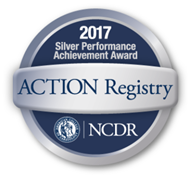 2017
Silver Performance
Achievement Award
ACTION Registry
NCDR